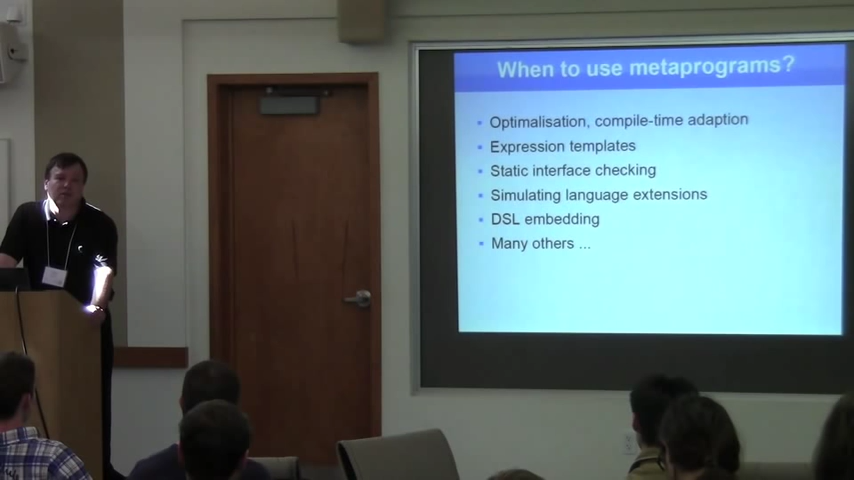 When to use metaprograms?
Optimalisation, compile-time adaption
Expression templates
Static interface checking
Simulating language extensions
DSL embedding
Many others ...